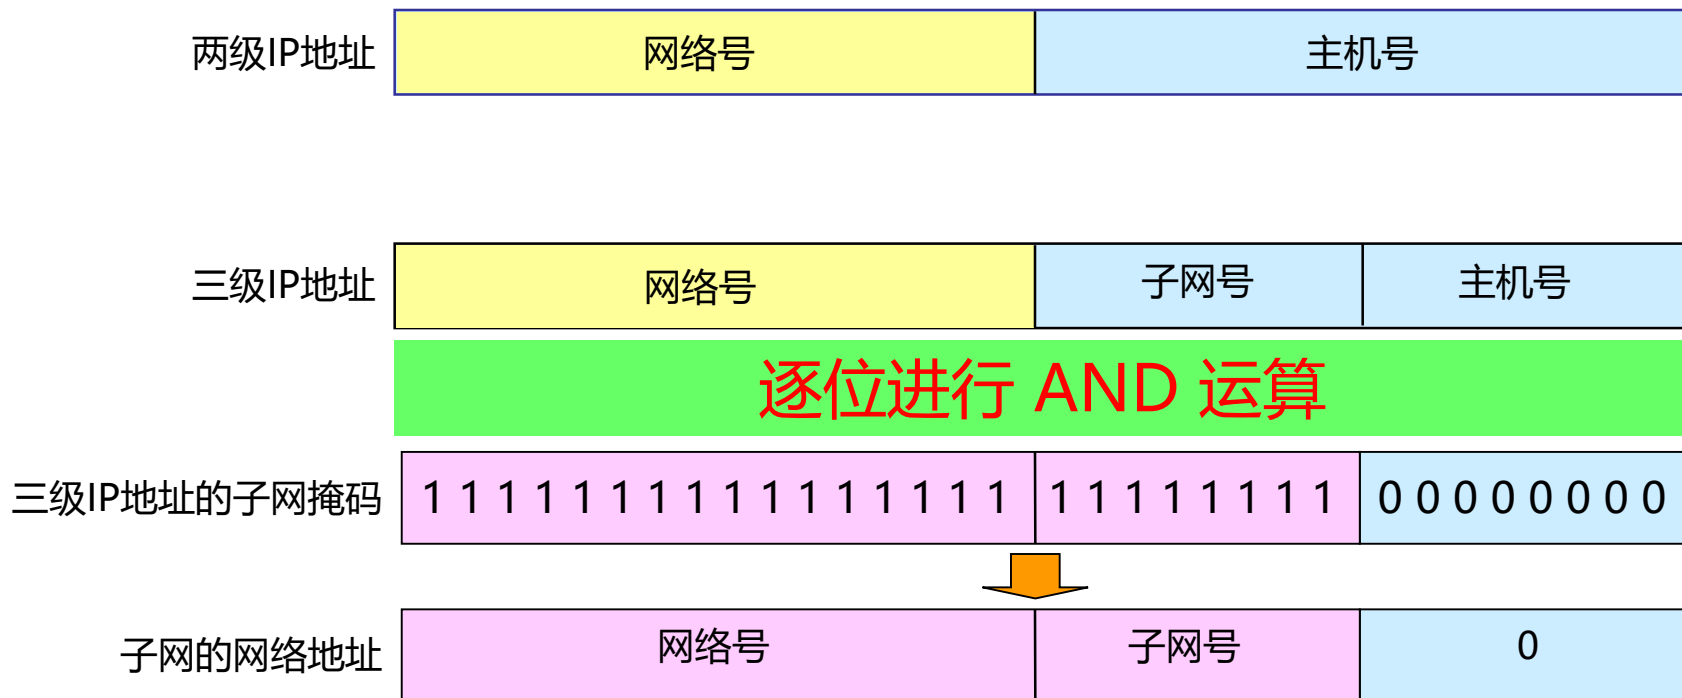 两级IP地址 网络号 主机号
三级IP地址 网络号 子网号 主机号
逐位进行 AND 运算
三级IP地址的子网掩码 1 1 1 1 1 1 1 1 1 1 1 1 1 1 1 1 1 1 1 1 1 1 1 1 0 0 0 0 0 0 0 0
子网的网络地址 网络号 子网号 0